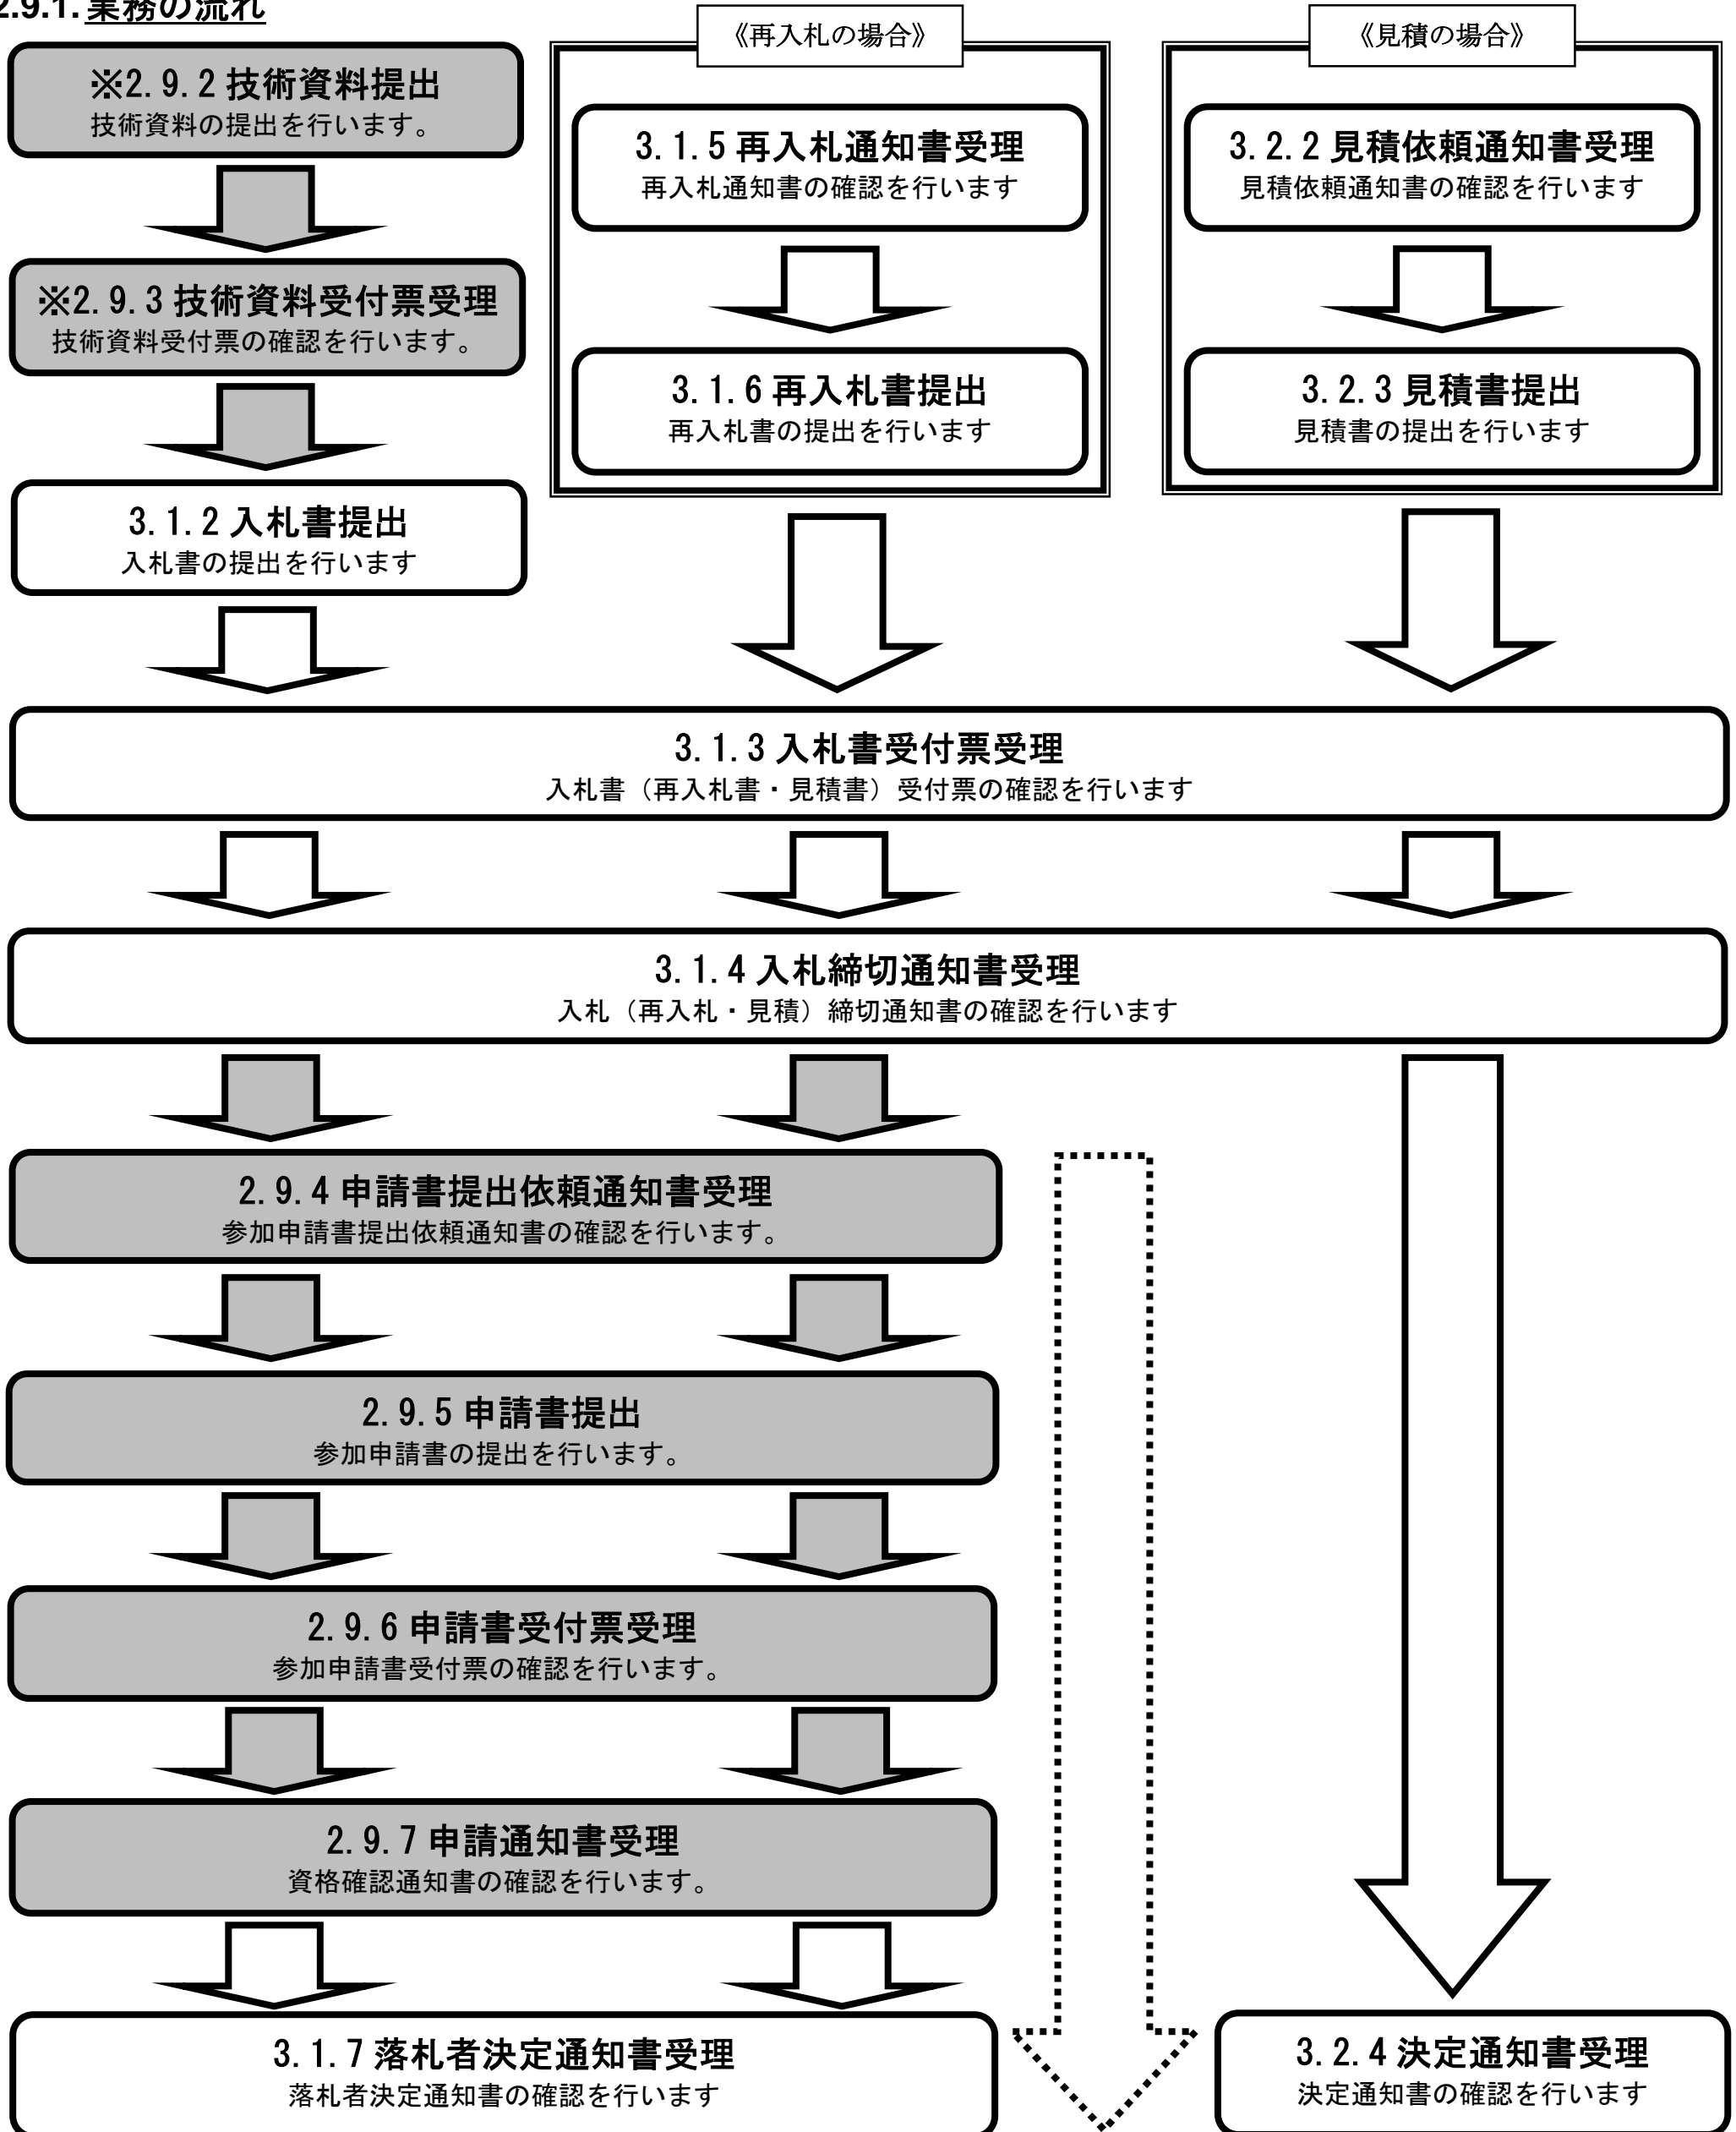 2.9.1.業務の流れ
※2.9.2技術資料提出
技術資料の提出を行います。
※2.9.3技術資料受付票受理
技術資料受付票の確認を行います。
3.1.2入札書提出
入札書の提出を行います
《再入札の場合》
3.1.5再入札通知書受理
再入札通知書の確認を行います
3.1.6再入札書提出
再入札書の提出を行います
《見積の場合》
3.2.2見積依頼通知書受理
見積依頼通知書の確認を行います
3.2.3見積書提出
見積書の提出を行います
3.1.3入札書受付票受理
入札書（再入札書・見積書）受付票の確認を行います
3.1.4入札締切通知書受理
入札（再入札・見積）締切通知書の確認を行います
2.9.4申請書提出依頼通知書受理
参加申請書提出依頼通知書の確認を行います。
2.9.5申請書提出
参加申請書の提出を行います。
2.9.6申請書受付票受理
参加申請書受付票の確認を行います。
2.9.7申請通知書受理
資格確認通知書の確認を行います。
3.1.7落札者決定通知書受理
落札者決定通知書の確認を行います
3.2.4決定通知書受理
決定通知書の確認を行います